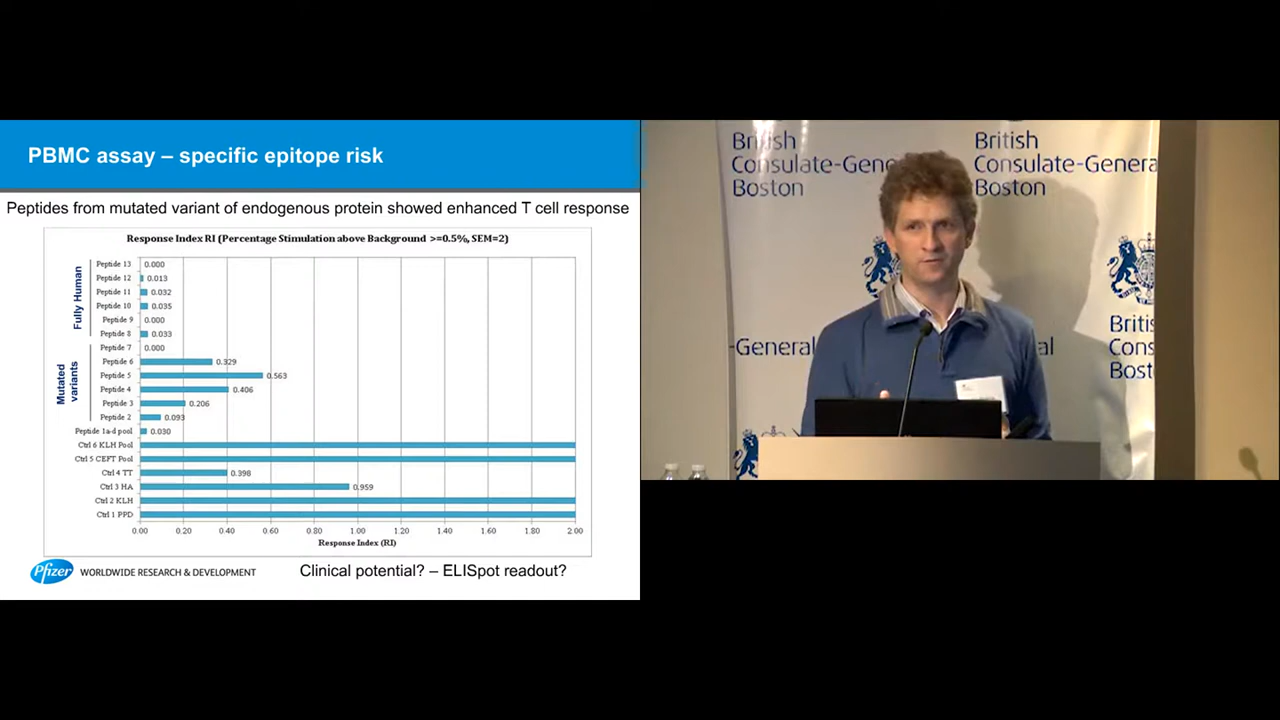 PBMC assay – specific epitope risk
Peptides from mutated variant of endogenous protein showed enhanced T cell response
Response Index RI (Percentage Stimulation above Background >=0.5%, SEM=2)
Fully Human
Mutated
variants
Peptide 13 0.000
Peptide 12 0.013
Peptide 11 0.032
Peptide 10 0.035
Peptide 9 0.000
Peptide 8 0.033
Peptide 7 0.000
Peptide 6 0.329
Peptide 5 0.563
Peptide 4 0.406
Peptide 3 0.206
Peptide 2 0.093
Peptide 1a-d pool 0.030
Ctrl 6 KLH Pool
Ctrl 5 CEFT Pool
Ctrl 4 TT 0.398
Ctrl 3 HA 0.959
Ctrl 2 KLH
Ctrl 1 PPD
0.00 0.20 0.40 0.60 0.80 1.00 1.20 1.40 1.60 1.80 2.00
Response Index (RI)
Pfizer WORLDWIDE RESEARCH & DEVELOPMENT
Clinical potential? – ELISpot readout?
British
Consulate-Gener
Boston
British
Consulate-Genera
Boston
-General
al
Britis
Cons
Bost